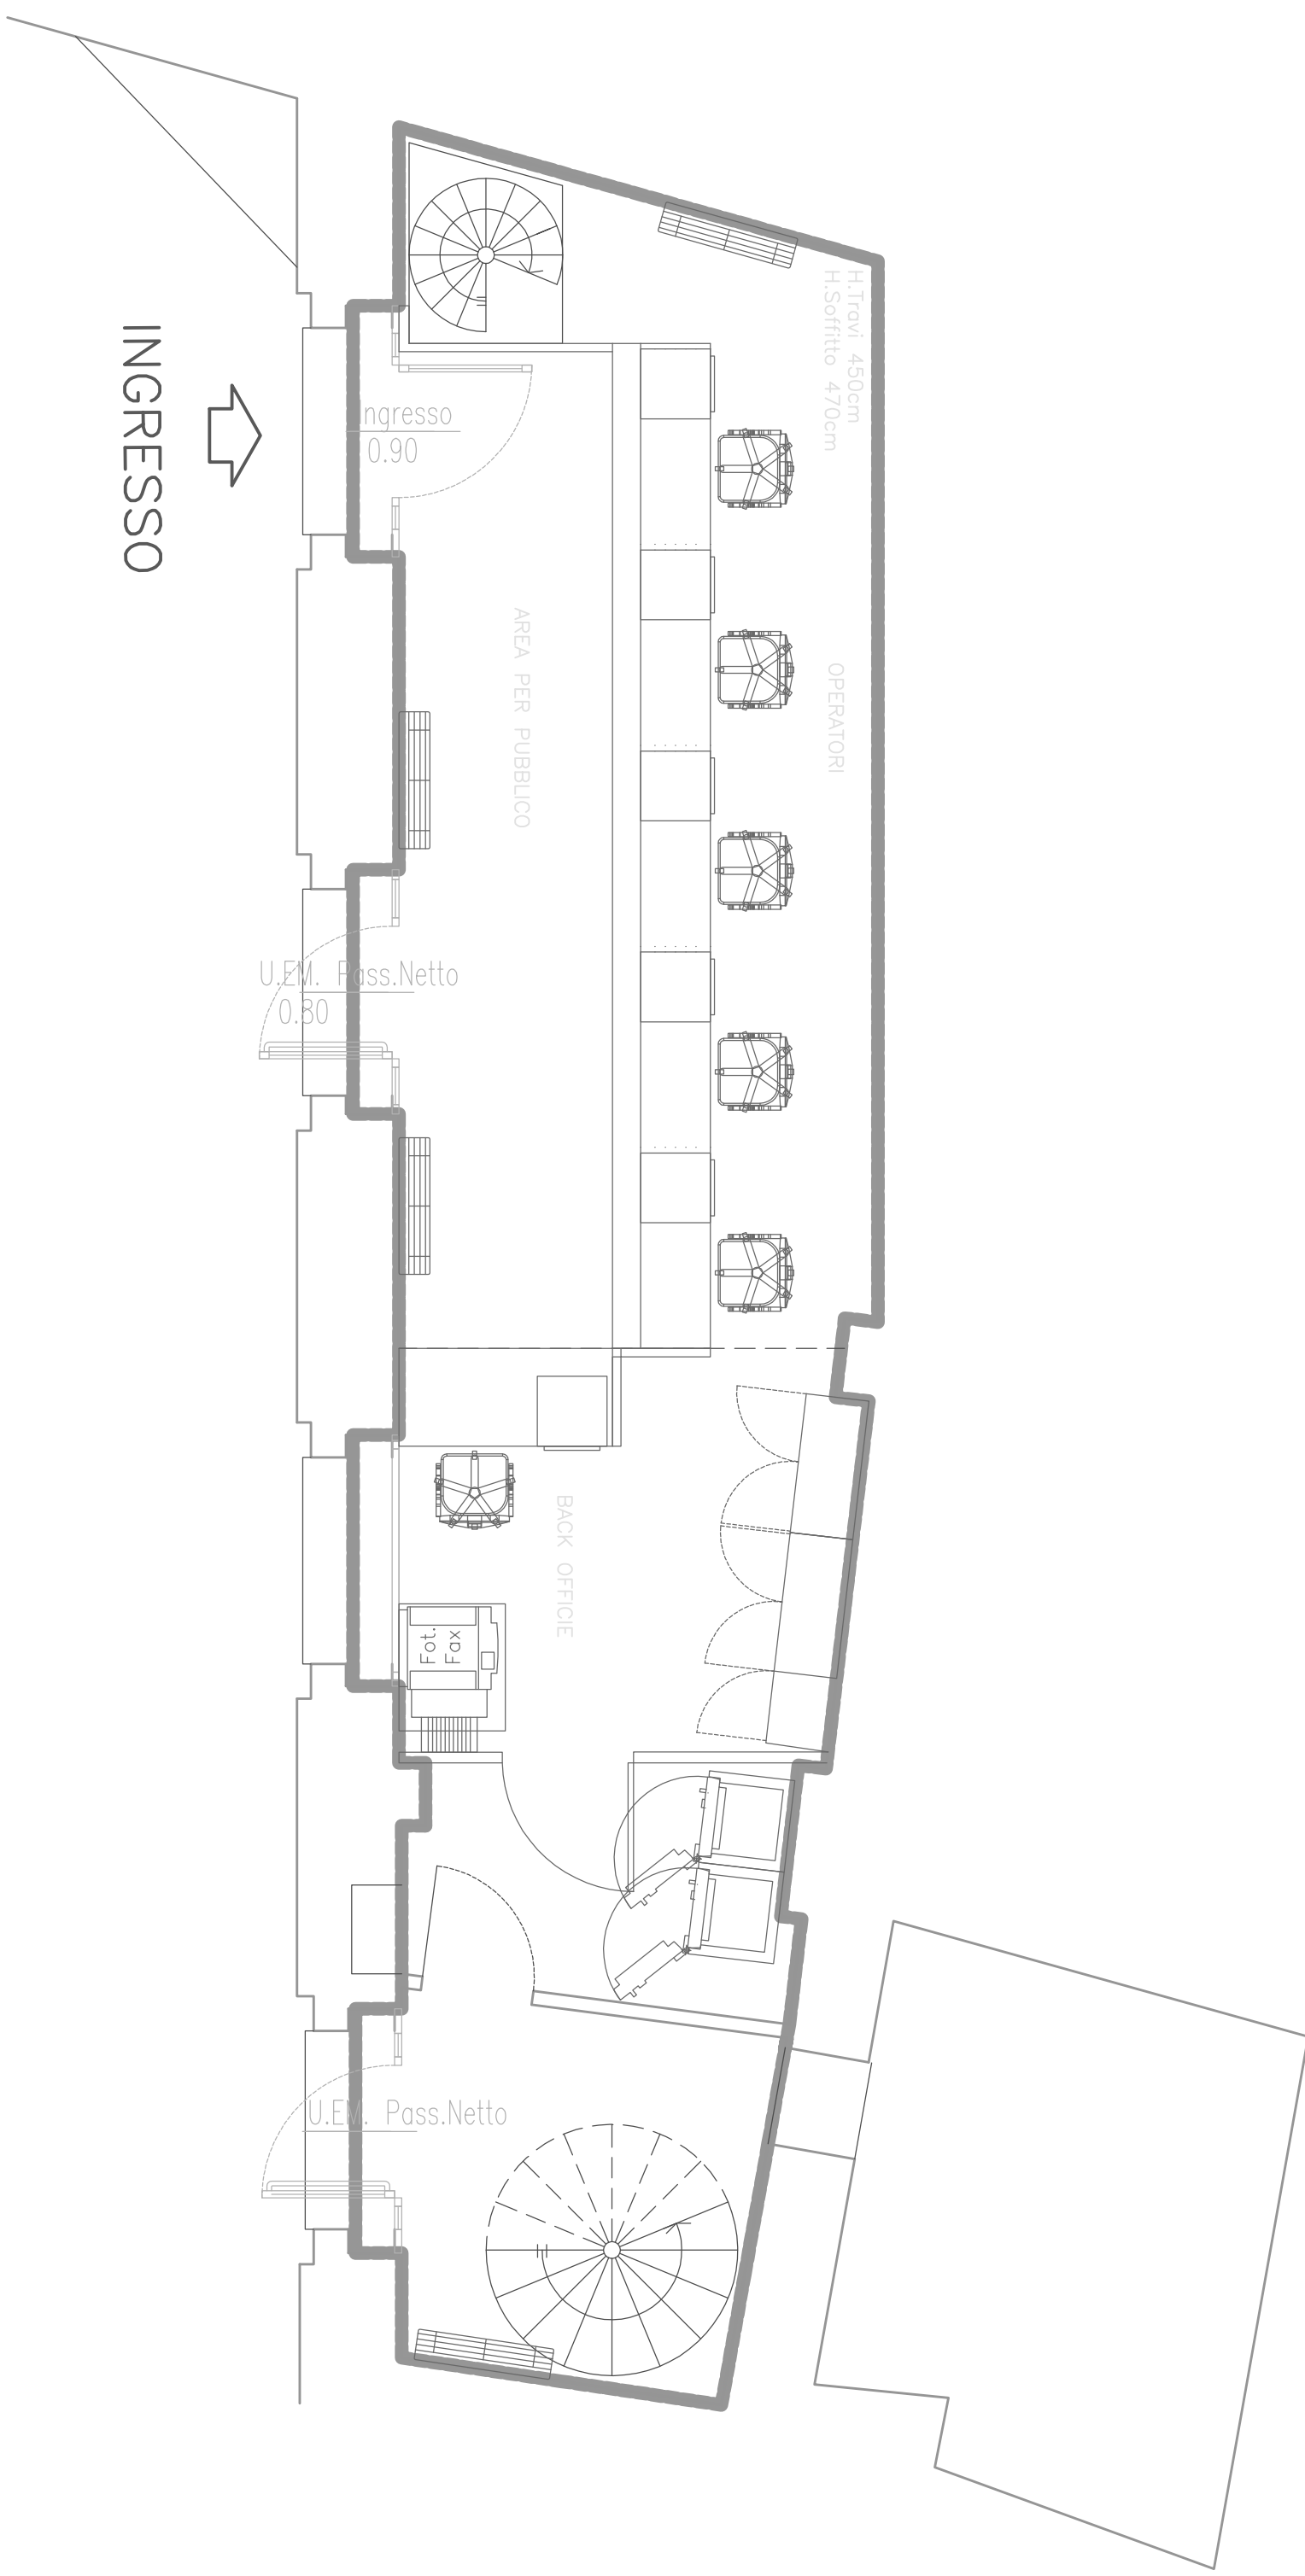 H.Travi 450cm
H.Soffitto 470cm
INGRESSO
Ingresso
0.90
AREA PER PUBBLICO
OPERATORI
U.EM. Pass.Netto
0.80
BACK OFFICIE
Fot.
Fax
U.EM. Pass.Netto